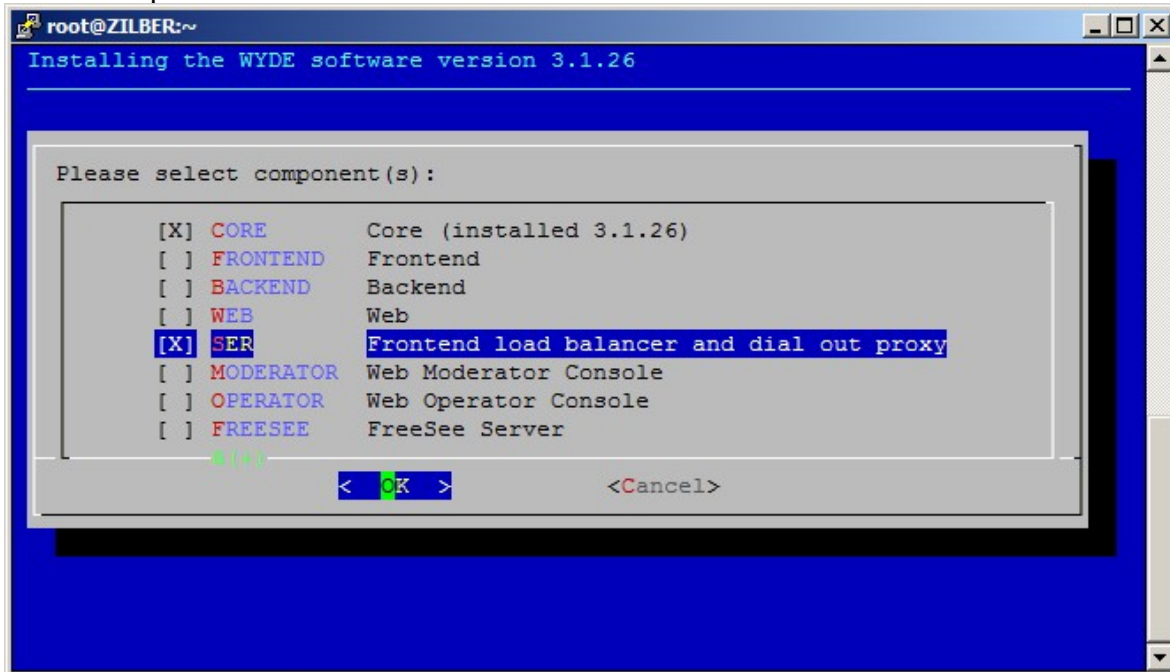 root@ZILBER:~
Installing the WYDE software version 3.1.26
Please select component(s):
[X] CORE Core (installed 3.1.26)
[ ] FRONTEND Frontend
[ ] BACKEND Backend
[ ] WEB Web
[X] SER Frontend load balancer and dial out proxy
[ ] MODERATOR Web Moderator Console
[ ] OPERATOR Web Operator Console
[ ] FREESEE FreeSee Server
(+)
< OK > <Cancel>